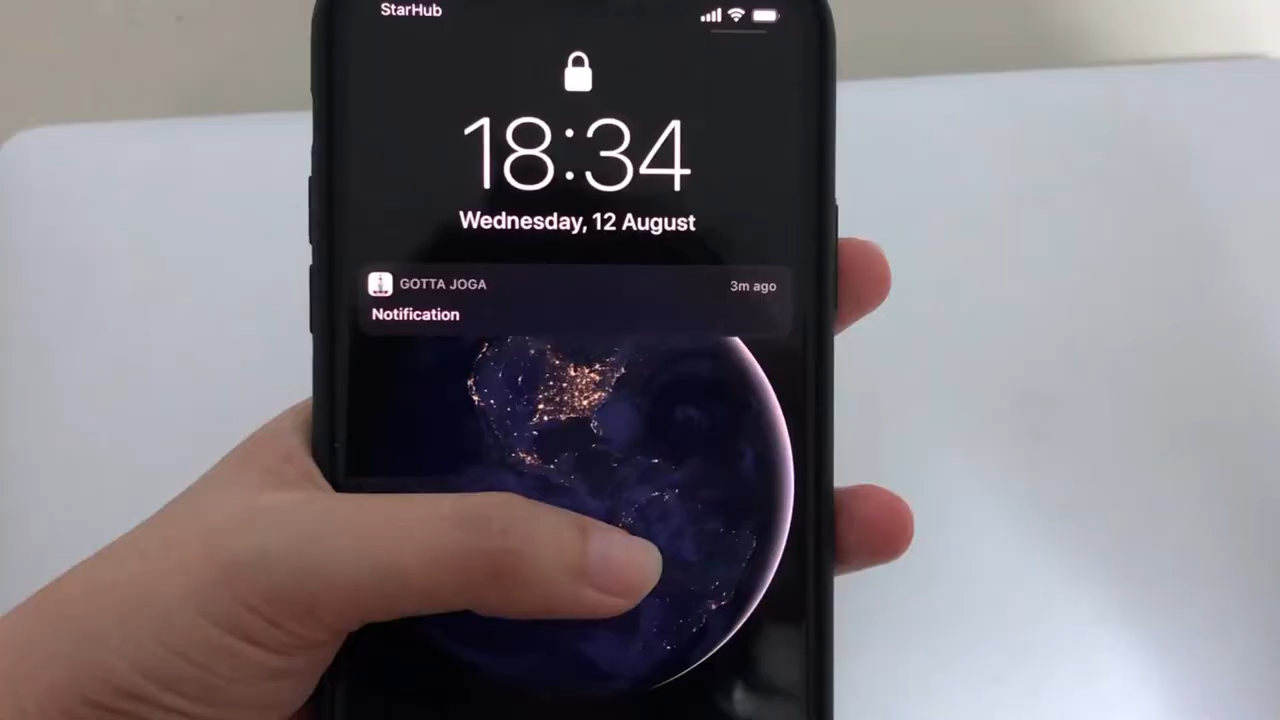 StarHub
18:34
Wednesday, 12 August
GOTTA JOGA 3m ago
Notification